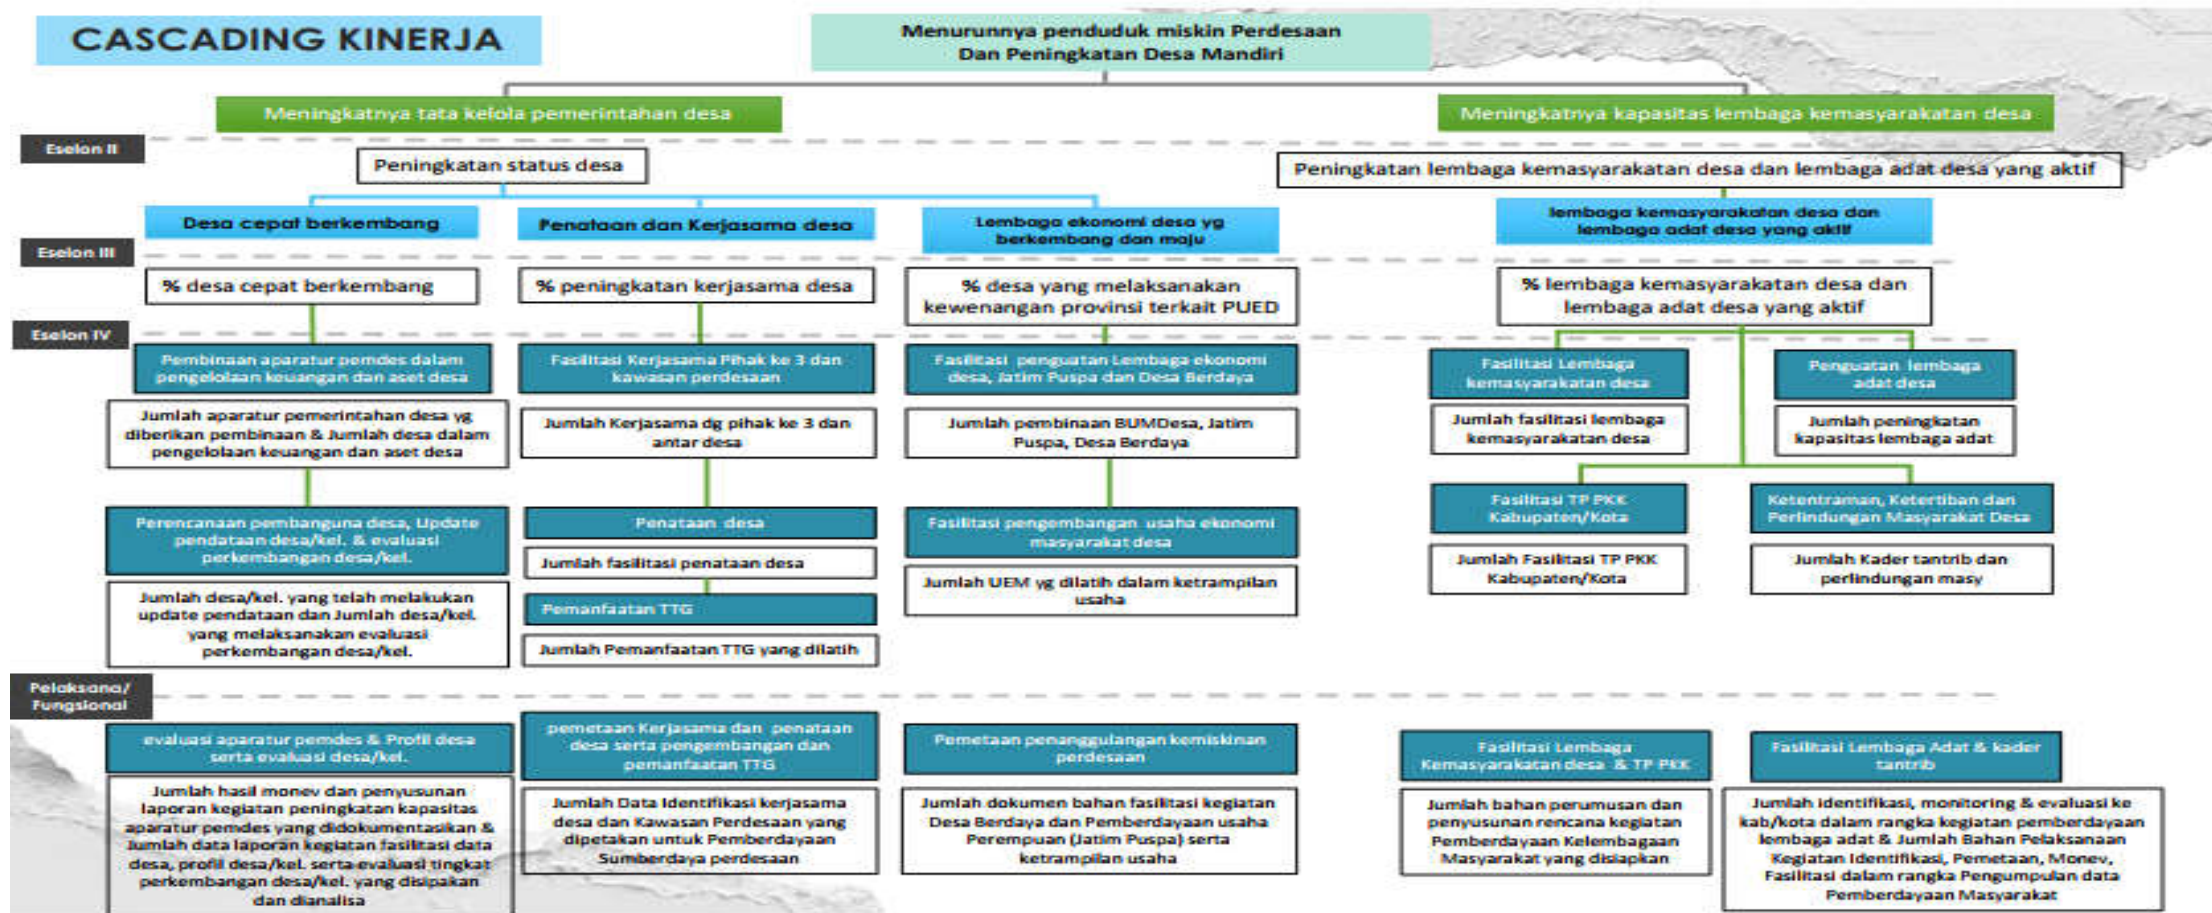 CASCADING KINERJA
Menurunnya penduduk miskin Perdesaan
Dan Peningkatan Desa Mandiri
Meningkatnya tata kelola pemerintahan desa
Meningkatnya kapasitas lembaga kemasyarakatan desa
Eselon II
Peningkatan status desa
Peningkatan lembaga kemasyarakatan desa dan lembaga adat desa yang aktif
Desa cepat berkembang
Penataan dan Kerjasama desa
Lembaga ekonomi desa yg
berkembang dan maju
lembaga kemasyarakatan desa dan
lembaga adat desa yang aktif
Eselon III
% desa cepat berkembang
% peningkatan kerjasama desa
% desa yang melaksanakan
kewenangan provinsi terkait PUED
% lembaga kemasyarakatan desa dan
lembaga adat desa yang aktif
Eselon IV
Pembinaan aparatur pemdes dalam
pengelolaan keuangan dan aset desa
Fasilitasi Kerjasama Pihak ke 3 dan
kawasan perdesaan
Fasilitasi penguatan Lembaga ekonomi
desa, Jatim Puspa dan Desa Berdaya
Fasilitasi Lembaga
kemasyarakatan desa
Penguatan lembaga
adat desa
Jumlah aparatur pemerintahan desa yg
diberikan pembinaan & Jumlah desa dalam
pengelolaan keuangan dan aset desa
Jumlah Kerjasama dg pihak ke 3 dan
antar desa
Jumlah pembinaan BUMDesa, Jatim
Puspa, Desa Berdaya
Jumlah fasilitasi lembaga
kemasyarakatan desa
Jumlah peningkatan
kapasitas lembaga adat
Perencanaan pembanguna desa, Update
pendataan desa/kel. & evaluasi
perkembangan desa/kel.
Penataan desa
Fasilitasi pengembangan usaha ekonomi
masyarakat desa
Fasilitasi TP PKK
Kabupaten/Kota
Ketentraman, Ketertiban dan
Perlindungan Masyarakat Desa
Jumlah fasilitasi penataan desa
Jumlah UEM yg dilatih dalam ketrampilan
usaha
Jumlah Fasilitasi TP PKK
Kabupaten/Kota
Jumlah Kader tantrib dan
perlindungan masy
Jumlah desa/kel. yang telah melakukan
update pendataan dan Jumlah desa/kel.
yang melaksanakan evaluasi
perkembangan desa/kel.
Pemanfaatan TTG
Jumlah Pemanfaatan TTG yang dilatih
Pelaksana/
Fungsional
evaluasi aparatur pemdes & Profil desa
serta evaluasi desa/kel.
pemetaan Kerjasama dan penataan
desa serta pengembangan dan
pemanfaatan TTG
Pemetaan penanggulangan kemiskinan
perdesaan
Fasilitasi Lembaga
Kemasyarakatan desa & TP PKK
Fasilitasi Lembaga Adat & kader
tantrib
Jumlah hasil monev dan penyusunan
laporan kegiatan peningkatan kapasitas
aparatur pemdes yang didokumentasikan &
Jumlah data laporan kegiatan fasilitasi data
desa, profil desa/kel. serta evaluasi tingkat
perkembangan desa/kel. yang disipakan
dan dianalisa
Jumlah Data Identifikasi kerjasama
desa dan Kawasan Perdesaan yang
dipetakan untuk Pemberdayaan
Sumberdaya perdesaan
Jumlah dokumen bahan fasilitasi kegiatan
Desa Berdaya dan Pemberdayaan usaha
Perempuan (Jatim Puspa) serta
ketrampilan usaha
Jumlah bahan perumusan dan
penyusunan rencana kegiatan
Pemberdayaan Kelembagaan
Masyarakat yang disiapkan
Jumlah identifikasi, monitoring & evaluasi ke
kab/kota dalam rangka kegiatan pemberdayaan
lembaga adat & Jumlah Bahan Pelaksanaan
Kegiatan Identifikasi, Pemetaan, Monev,
Fasilitasi dalam rangka Pengumpulan data
Pemberdayaan Masyarakat